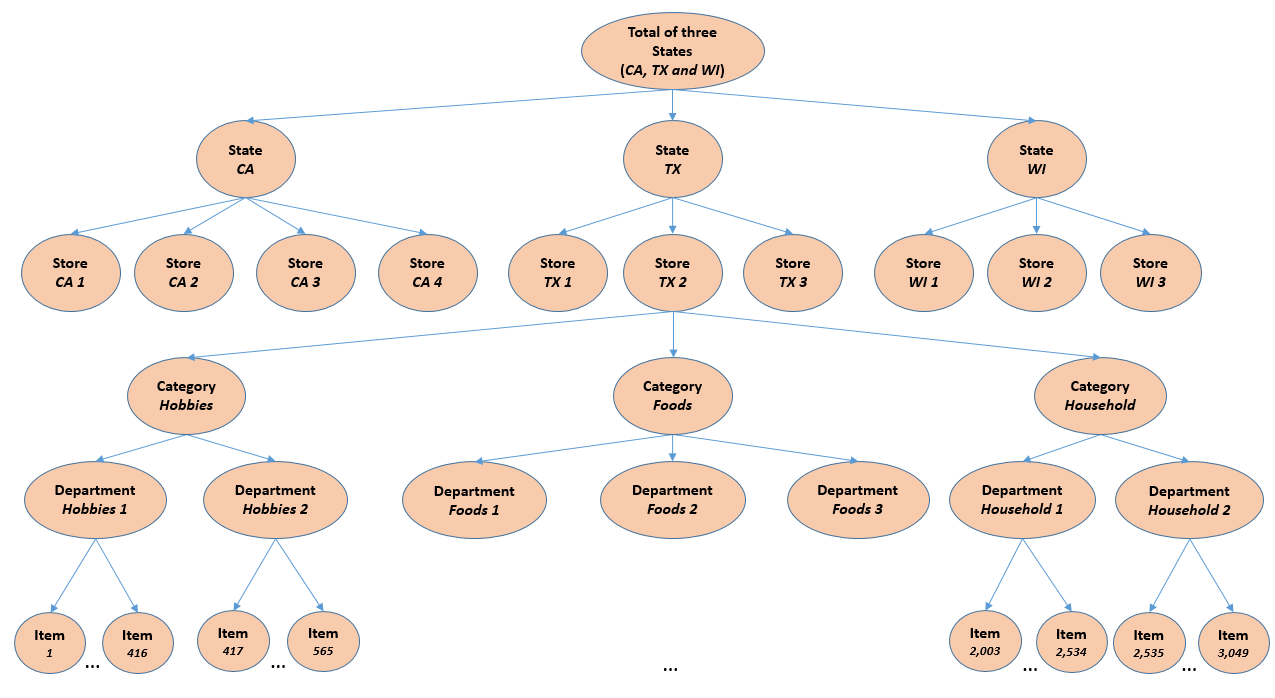 Total of three
States
(CA, TX and WI)
State
CA
State
TX
State
WI
Store
CA 1
Store
CA 2
Store
CA 3
Store
CA 4
Store
TX 1
Store
TX 2
Store
TX 3
Store
WI 1
Store
WI 2
Store
WI 3
Category
Hobbies
Category
Foods
Category
Household
Department
Hobbies 1
Department
Hobbies 2
Department
Foods 1
Department
Foods 2
Department
Foods 3
Department
Household 1
Department
Household 2
Item
1
...
Item
416
Item
417
...
Item
565
...
Item
2,003
...
Item
2,534
Item
2,535
...
Item
3,049